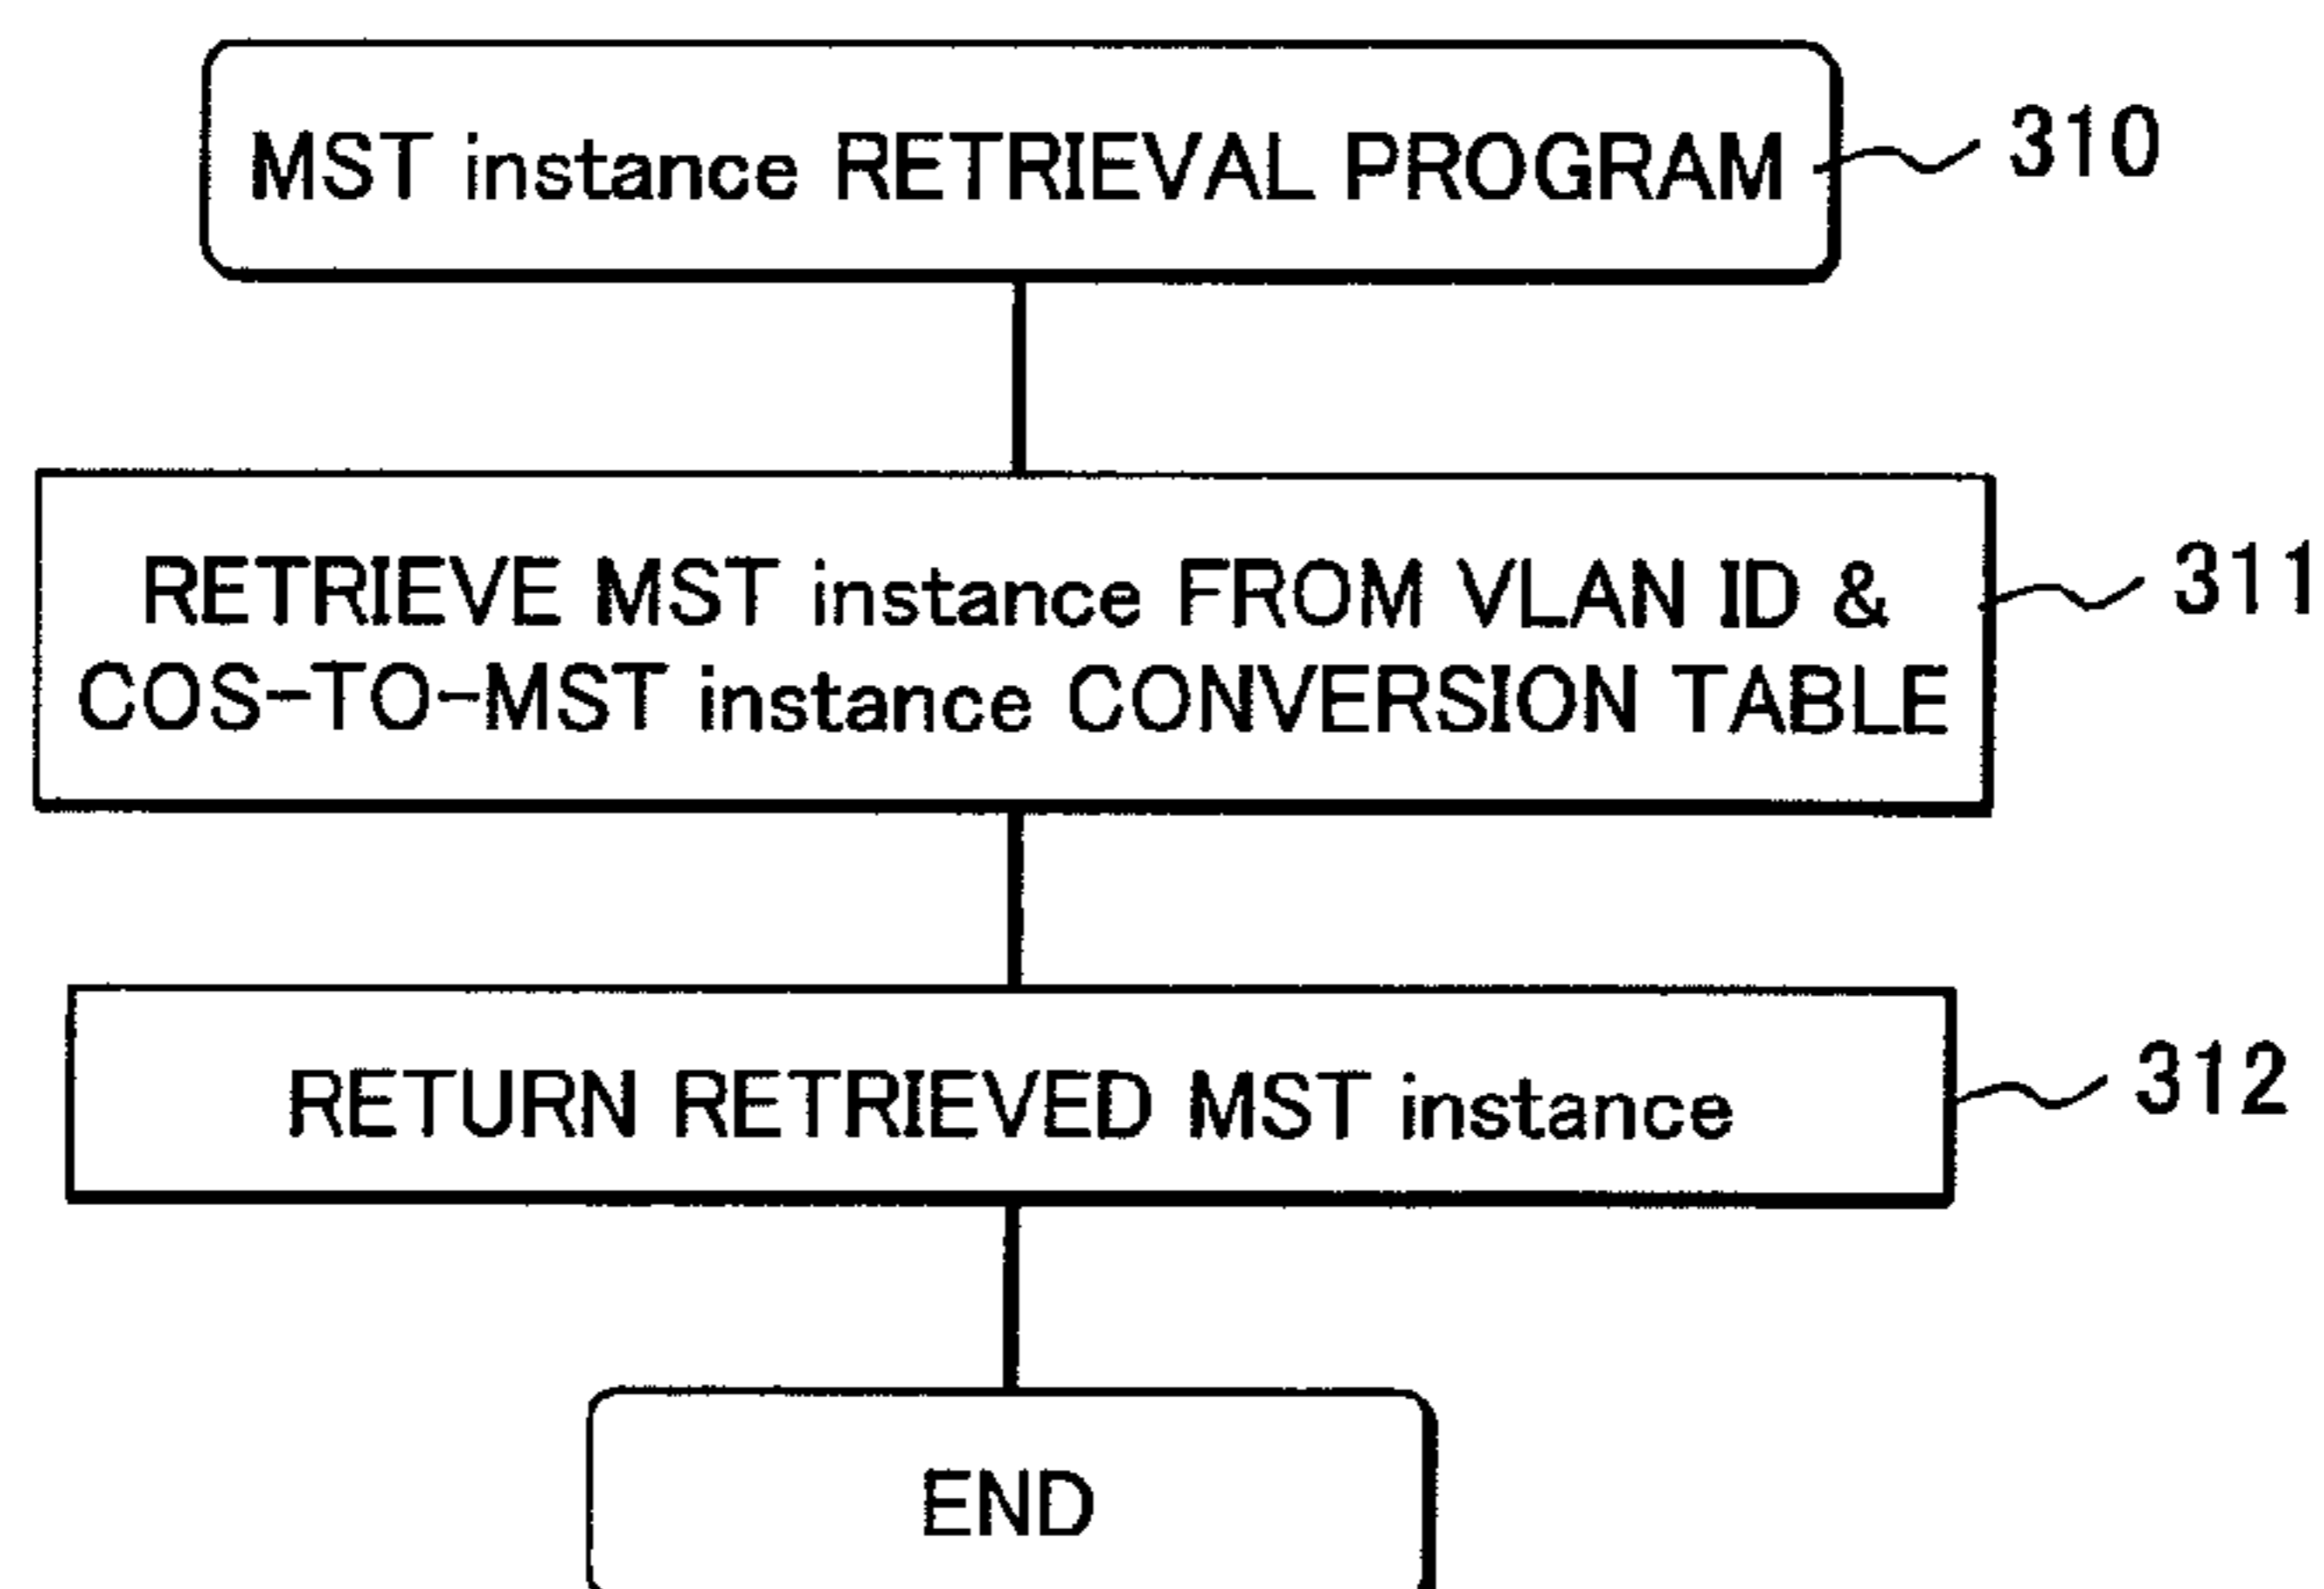 MST instance RETRIEVAL PROGRAM
310
RETRIEVE MST instance FROM VLAN ID &
COS-TO-MST instance CONVERSION TABLE
311
RETURN RETRIEVED MST instance
312
END